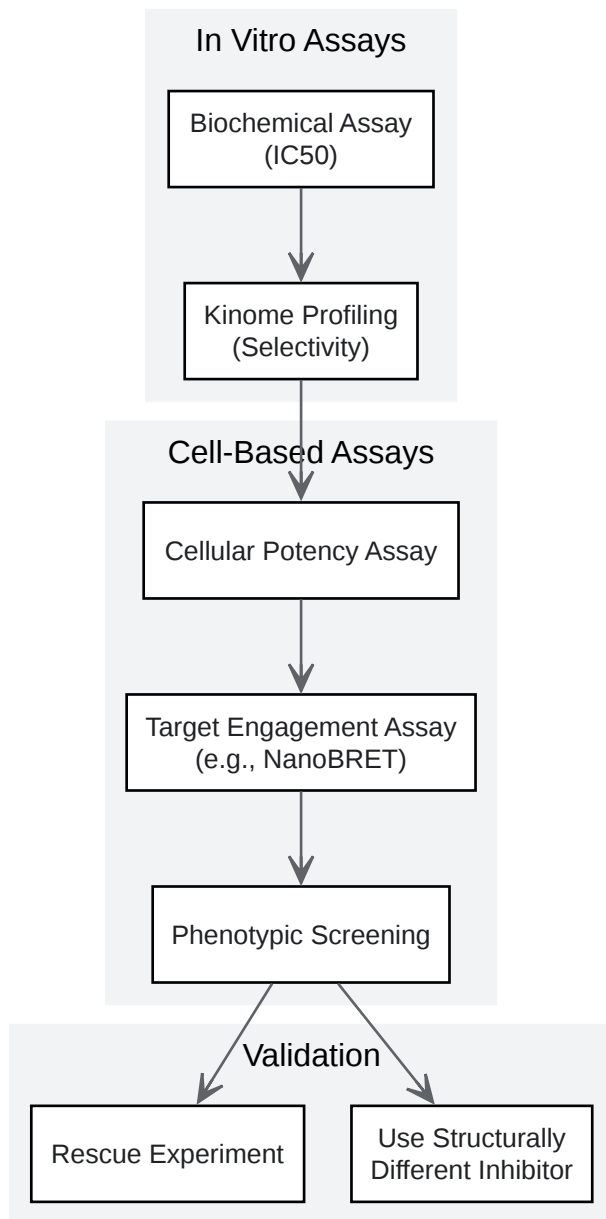 In Vitro Assays
Biochemical Assay
(IC50)
Kinome Profiling
(Selectivity)
Cell-Based Assays
Cellular Potency Assay
Target Engagement Assay
(e.g., NanoBRET)
Phenotypic Screening
Validation
Rescue Experiment
Use Structurally
Different Inhibitor